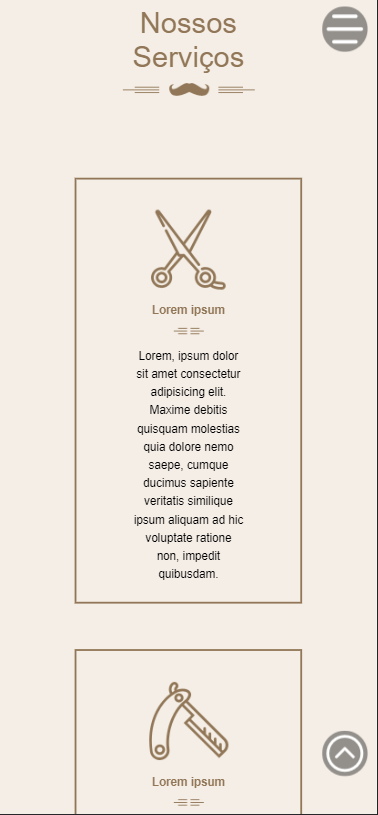 Nossos
Serviços
Lorem ipsum
Lorem, ipsum dolor
sit amet consectetur
adipisicing elit.
Maxime debitis
quisquam molestias
quia dolore nemo
saepe, cumque
ducimus sapiente
veritatis similique
ipsum aliquam ad hic
voluptate ratione
non, impedit
quibusdam.
Lorem ipsum